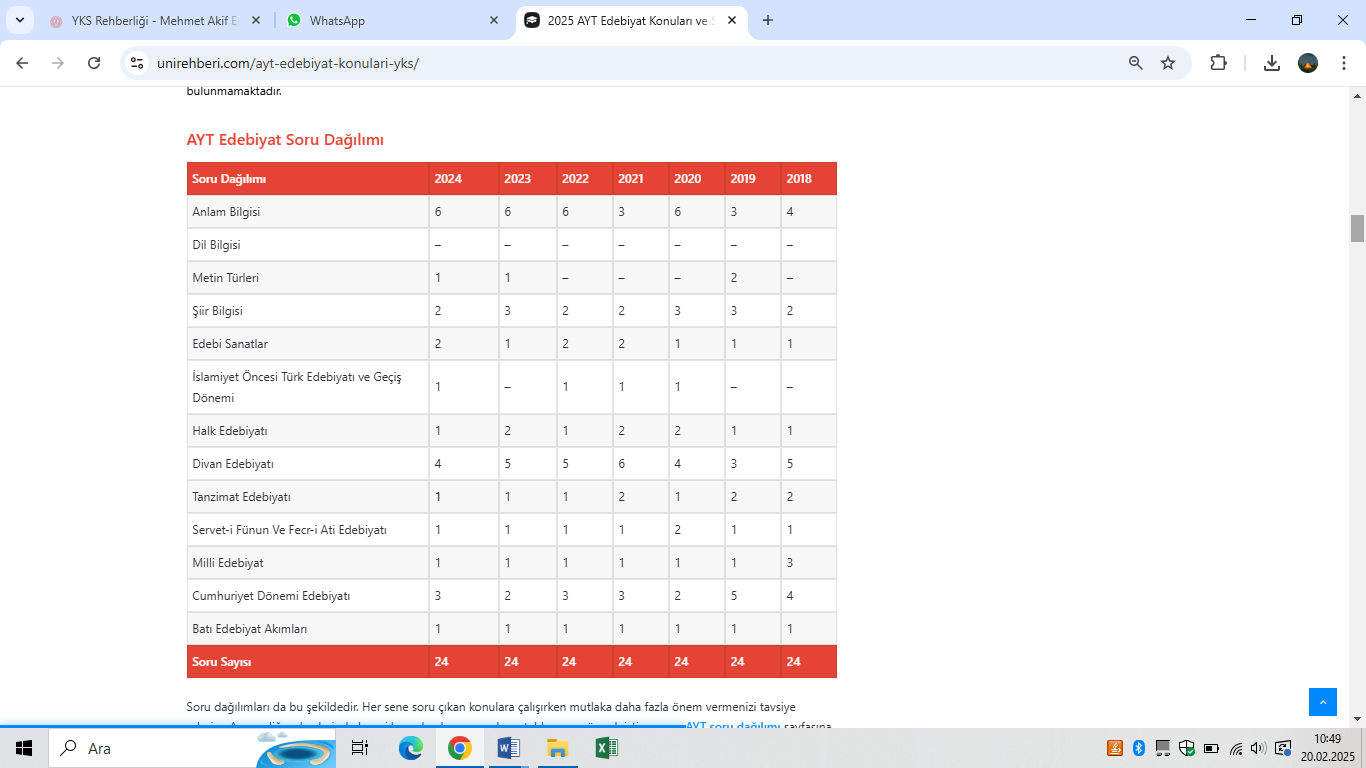 YKS Rehberliği - Mehmet Akif E
WhatsApp
2025 AYT Edebiyat Konuları ve S
unirehberi.com/ayt-edebiyat-konulari-yks/
bulunmamaktadır.
AYT Edebiyat Soru Dağılımı
Soru Dağılımı 2024 2023 2022 2021 2020 2019 2018
Anlam Bilgisi 6 6 6 3 6 3 4
Dil Bilgisi – – – – – – –
Metin Türleri 1 1 – – – 2 –
Şiir Bilgisi 2 3 2 2 3 3 2
Edebi Sanatlar 2 1 2 2 1 1 1
İslamiyet Öncesi Türk Edebiyatı ve Geçiş
Dönemi 1 – 1 1 1 – –
Halk Edebiyatı 1 2 1 2 2 1 1
Divan Edebiyatı 4 5 5 6 4 3 5
Tanzimat Edebiyatı 1 1 1 2 1 2 2
Servet-i Fünun Ve Fecr-i Ati Edebiyatı 1 1 1 1 2 1 1
Milli Edebiyat 1 1 1 1 1 1 3
Cumhuriyet Dönemi Edebiyatı 3 2 3 3 2 5 4
Batı Edebiyat Akımları 1 1 1 1 1 1 1
Soru Sayısı 24 24 24 24 24 24 24
Soru dağılımları da bu şekildedir. Her sene soru çıkan konulara çalışırken mutlaka daha fazla önem vermenizi tavsiye
AYT soru dağılımı sayfasına
Ara
10:49
20.02.2025